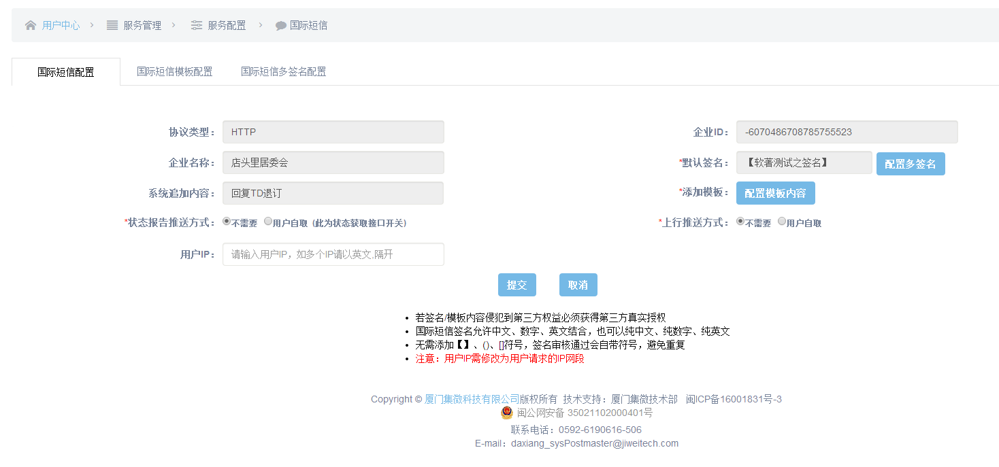 用户中心 > 服务管理 > 服务配置 > 国际短信
国际短信配置 国际短信模板配置 国际短信多签名配置
协议类型： HTTP 企业ID： -6070486708785755523
企业名称： 店头里居委会 *默认签名： 【软著测试之签名】 配置多签名
系统追加内容： 回复TD退订 *添加模板： 配置模板内容
*状态报告推送方式： 不需要 用户自取 (此为状态获取接口开关) *上行推送方式： 不需要 用户自取
用户IP： 请输入用户IP，如多个IP请以英文,隔开
提交 取消
• 若签名/模板内容侵犯到第三方权益必须获得第三方真实授权
• 国际短信签名允许中文、数字、英文结合，也可以纯中文、纯数字、纯英文
• 无需添加【】、()、[]符号，签名审核通过会自带符号，避免重复
• 注意：用户IP需修改为用户请求的IP网段
Copyright © 厦门集微科技有限公司版权所有 技术支持：厦门集微技术部 闽ICP备16001831号-3
闽公网安备 35021102000401号
联系电话：0592-6190616-506
E-mail：daxiang_sysPostmaster@jiweitech.com